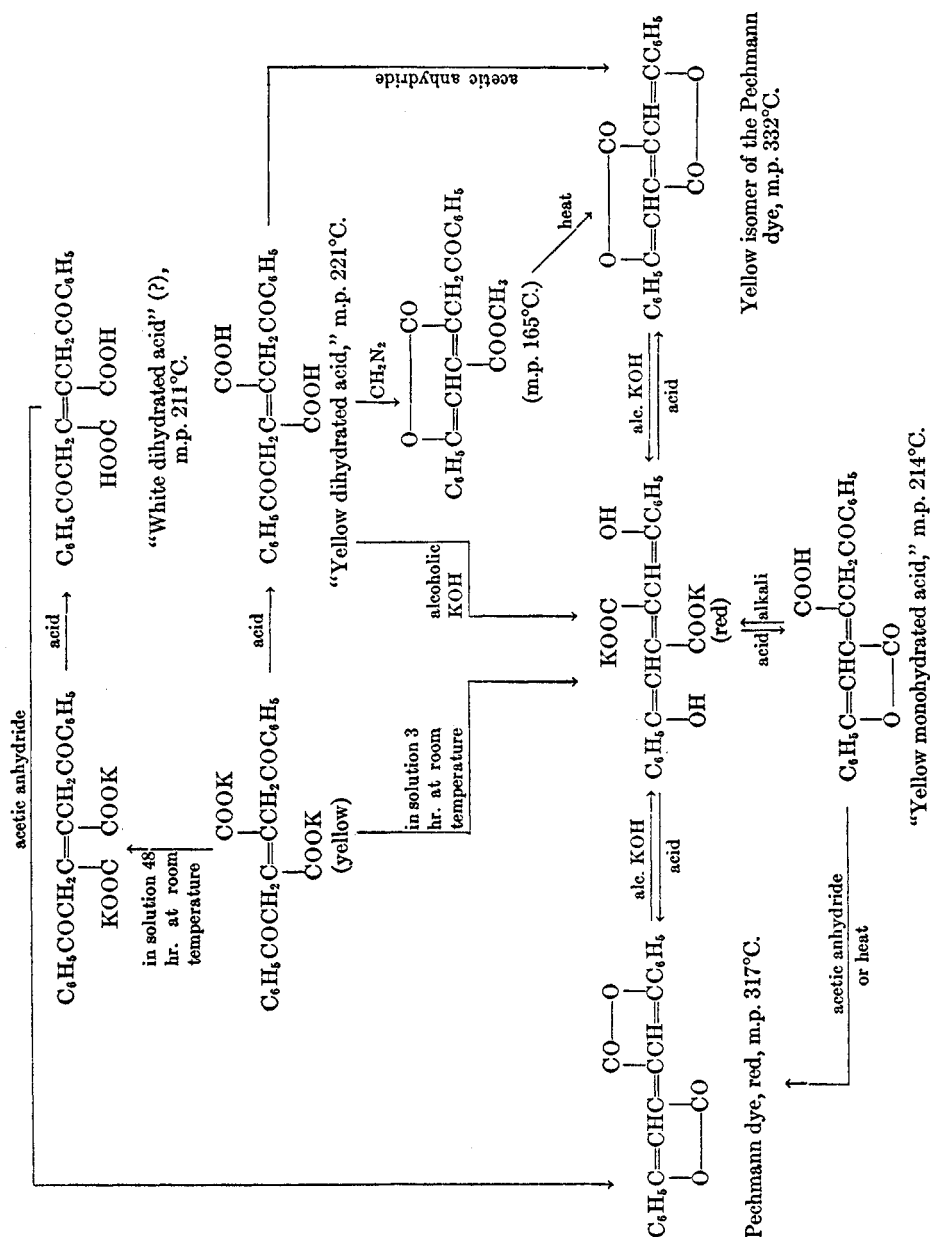 acetic anhydride
C₆H₅COCH₂C=CCH₂COC₆H₅
KOOC COOK
acid
C₆H₅COCH₂C=CCH₂COC₆H₅
HOOC COOH
“White dihydrated acid” (?),
m.p. 211°C.
in solution 48
hr. at room
temperature
COOK
C₆H₅COCH₂C=CCH₂COC₆H₅
COOK
(yellow)
acid
COOH
C₆H₅COCH₂C=CCH₂COC₆H₅
COOH
“Yellow dihydrated acid,” m.p. 221°C.
acetic anhydride
in solution 3
hr. at room
temperature
alcoholic
KOH
CH₂N₂
O CO
C₆H₅C=CHC=CCH₂COC₆H₅
COOCH₃
(m.p. 165°C.)
heat
CO O
C₆H₅C=CHC=CCH=CC₆H₅
O CO
Pechmann dye, red, m.p. 317°C.
alc. KOH
acid
KOOC OH
C₆H₅C=CHC=CCH=CC₆H₅
OH COOK
(red)
alc. KOH
acid
O CO
C₆H₅C=CHC=CCH=CC₆H₅
CO O
Yellow isomer of the Pechmann
dye, m.p. 332°C.
acid alkali
acetic anhydride
or heat
COOH
C₆H₅C=CHC=CCH₂COC₆H₅
O CO
“Yellow monohydrated acid,” m.p. 214°C.